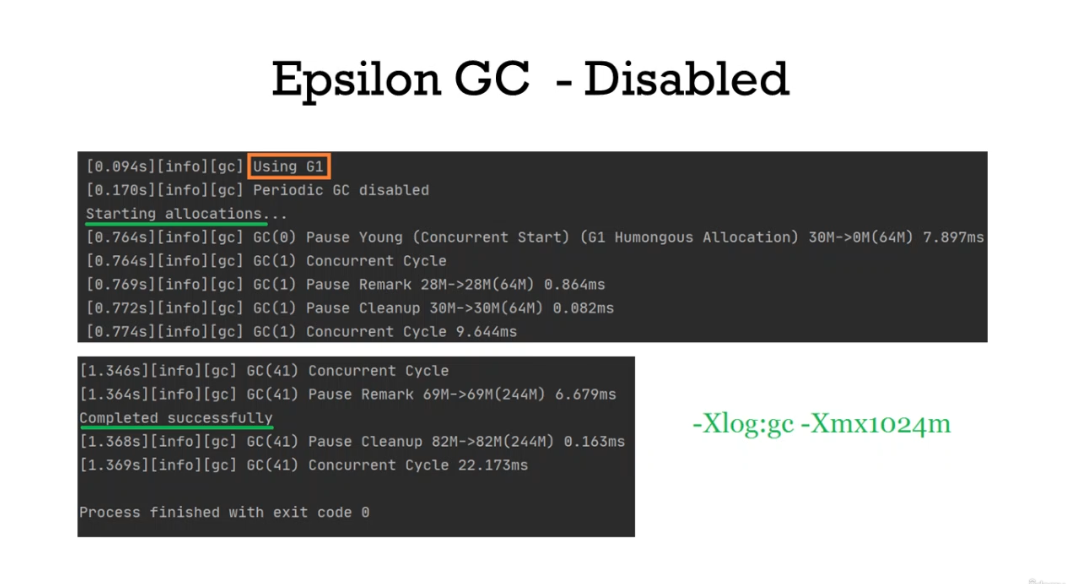 Epsilon GC - Disabled
[0.094s][info][gc] Using G1
[0.170s][info][gc] Periodic GC disabled
Starting allocations...
[0.764s][info][gc] GC(0) Pause Young (Concurrent Start) (G1 Humongous Allocation) 30M->0M(64M) 7.897ms
[0.764s][info][gc] GC(1) Concurrent Cycle
[0.769s][info][gc] GC(1) Pause Remark 28M->28M(64M) 0.864ms
[0.772s][info][gc] GC(1) Pause Cleanup 30M->30M(64M) 0.082ms
[0.774s][info][gc] GC(1) Concurrent Cycle 9.644ms
[1.346s][info][gc] GC(41) Concurrent Cycle
[1.364s][info][gc] GC(41) Pause Remark 69M->69M(244M) 6.679ms
Completed successfully
[1.368s][info][gc] GC(41) Pause Cleanup 82M->82M(244M) 0.163ms
[1.369s][info][gc] GC(41) Concurrent Cycle 22.173ms
Process finished with exit code 0
-Xlog:gc -Xmx1024m